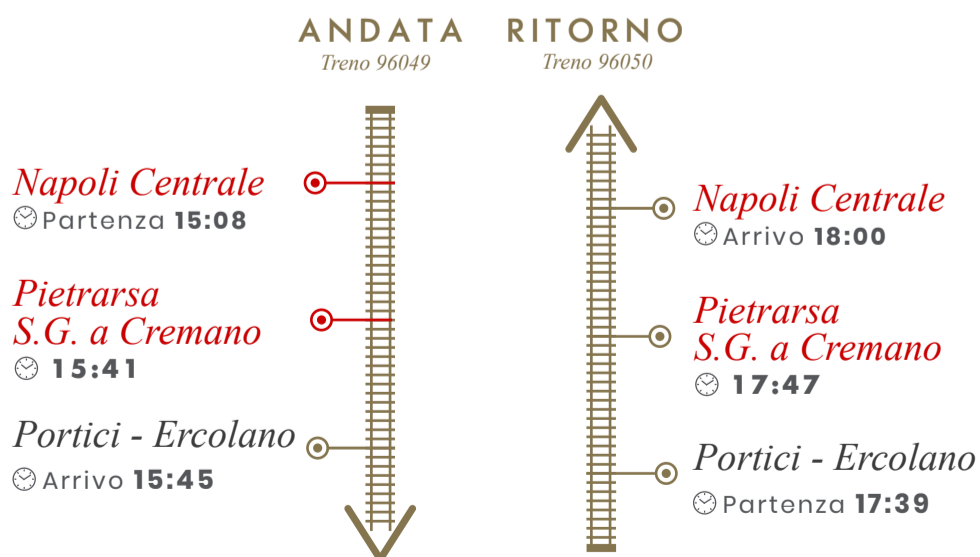 ANDATA
Treno 96049
Napoli Centrale
Partenza 15:08
Pietrarsa
S.G. a Cremano
15:41
Portici - Ercolano
Arrivo 15:45
RITORNO
Treno 96050
Napoli Centrale
Arrivo 18:00
Pietrarsa
S.G. a Cremano
17:47
Portici - Ercolano
Partenza 17:39